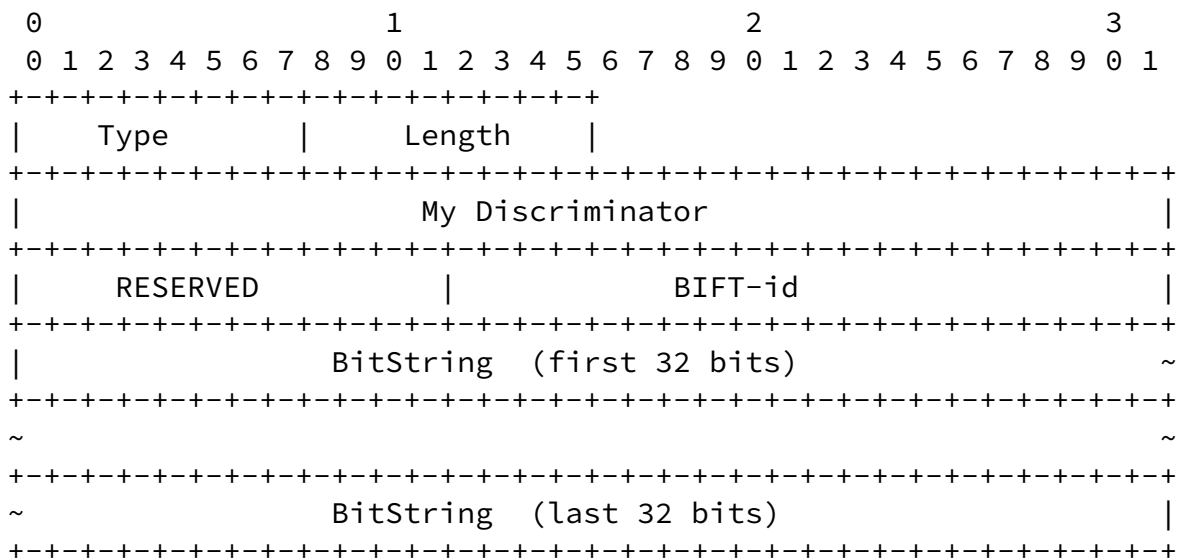 0                   1                   2                   3
 0 1 2 3 4 5 6 7 8 9 0 1 2 3 4 5 6 7 8 9 0 1 2 3 4 5 6 7 8 9 0 1
+-+-+-+-+-+-+-+-+-+-+-+-+-+-+-+-+
|    Type       |     Length    |
+-+-+-+-+-+-+-+-+-+-+-+-+-+-+-+-+-+-+-+-+-+-+-+-+-+-+-+-+-+-+-+-+
|                      My Discriminator                         |
+-+-+-+-+-+-+-+-+-+-+-+-+-+-+-+-+-+-+-+-+-+-+-+-+-+-+-+-+-+-+-+-+
|     RESERVED          |            BIFT-id                    |
+-+-+-+-+-+-+-+-+-+-+-+-+-+-+-+-+-+-+-+-+-+-+-+-+-+-+-+-+-+-+-+-+
|                 BitString  (first 32 bits)                    ~
+-+-+-+-+-+-+-+-+-+-+-+-+-+-+-+-+-+-+-+-+-+-+-+-+-+-+-+-+-+-+-+-+
~                                                               ~
+-+-+-+-+-+-+-+-+-+-+-+-+-+-+-+-+-+-+-+-+-+-+-+-+-+-+-+-+-+-+-+-+
~                 BitString  (last 32 bits)                     |
+-+-+-+-+-+-+-+-+-+-+-+-+-+-+-+-+-+-+-+-+-+-+-+-+-+-+-+-+-+-+-+-+